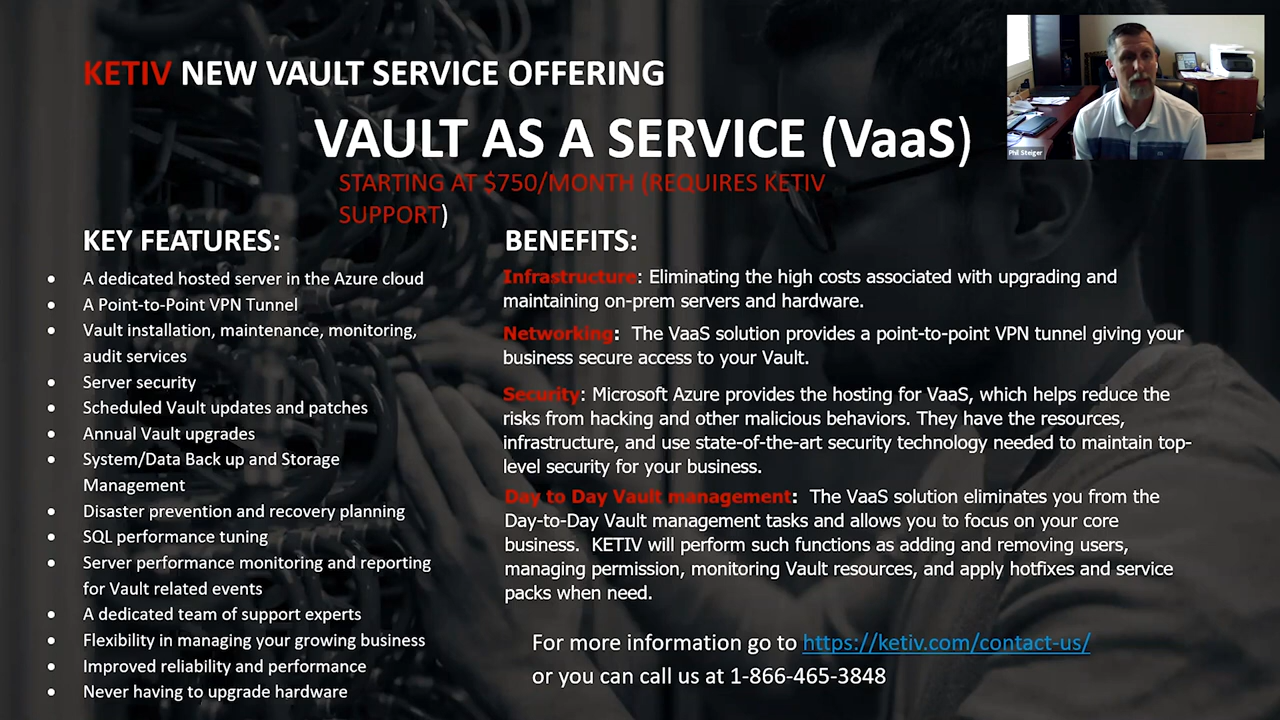 KETIV NEW VAULT SERVICE OFFERING
VAULT AS A SERVICE (VaaS)
STARTING AT $750/MONTH (REQUIRES KETIV
SUPPORT)
Phil Steiger
KEY FEATURES:
• A dedicated hosted server in the Azure cloud
• A Point-to-Point VPN Tunnel
• Vault installation, maintenance, monitoring,
audit services
• Server security
• Scheduled Vault updates and patches
• Annual Vault upgrades
• System/Data Back up and Storage
Management
• Disaster prevention and recovery planning
• SQL performance tuning
• Server performance monitoring and reporting
for Vault related events
• A dedicated team of support experts
• Flexibility in managing your growing business
• Improved reliability and performance
• Never having to upgrade hardware
BENEFITS:
Infrastructure: Eliminating the high costs associated with upgrading and
maintaining on-prem servers and hardware.
Networking: The VaaS solution provides a point-to-point VPN tunnel giving your
business secure access to your Vault.
Security: Microsoft Azure provides the hosting for VaaS, which helps reduce the
risks from hacking and other malicious behaviors. They have the resources,
infrastructure, and use state-of-the-art security technology needed to maintain top-
level security for your business.
Day to Day Vault management: The VaaS solution eliminates you from the
Day-to-Day Vault management tasks and allows you to focus on your core
business. KETIV will perform such functions as adding and removing users,
managing permission, monitoring Vault resources, and apply hotfixes and service
packs when need.
For more information go to https://ketiv.com/contact-us/
or you can call us at 1-866-465-3848